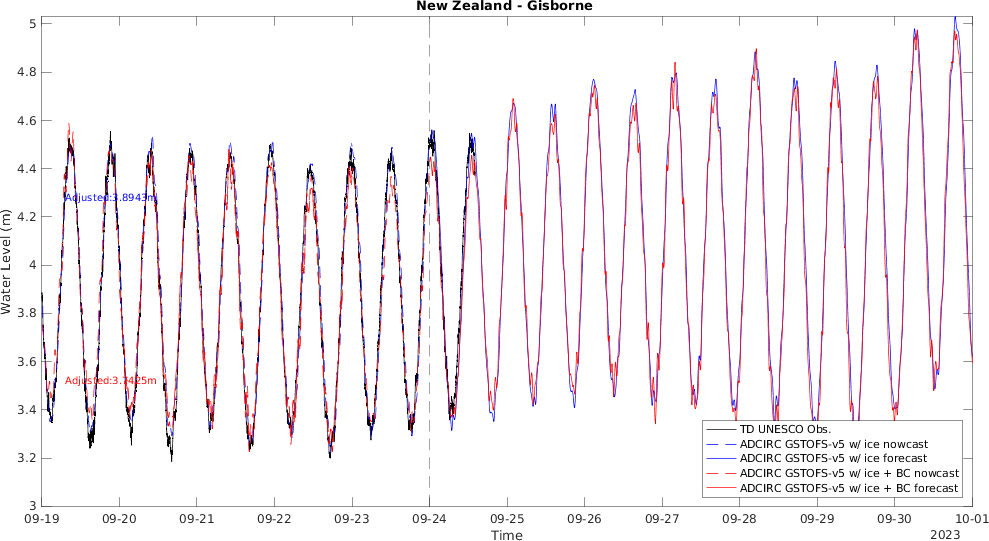 New Zealand - Gisborne
Water Level (m)
5
4.8
4.6
4.4
4.2
4
3.8
3.6
3.4
3.2
3
Adjusted:3.8943m
Adjusted:3.7425m
TD UNESCO Obs.
ADCIRC GSTOFS-v5 w/ ice nowcast
ADCIRC GSTOFS-v5 w/ ice forecast
ADCIRC GSTOFS-v5 w/ ice + BC nowcast
ADCIRC GSTOFS-v5 w/ ice + BC forecast
09-19 09-20 09-21 09-22 09-23 09-24 09-25 09-26 09-27 09-28 09-29 09-30 10-01
Time
2023